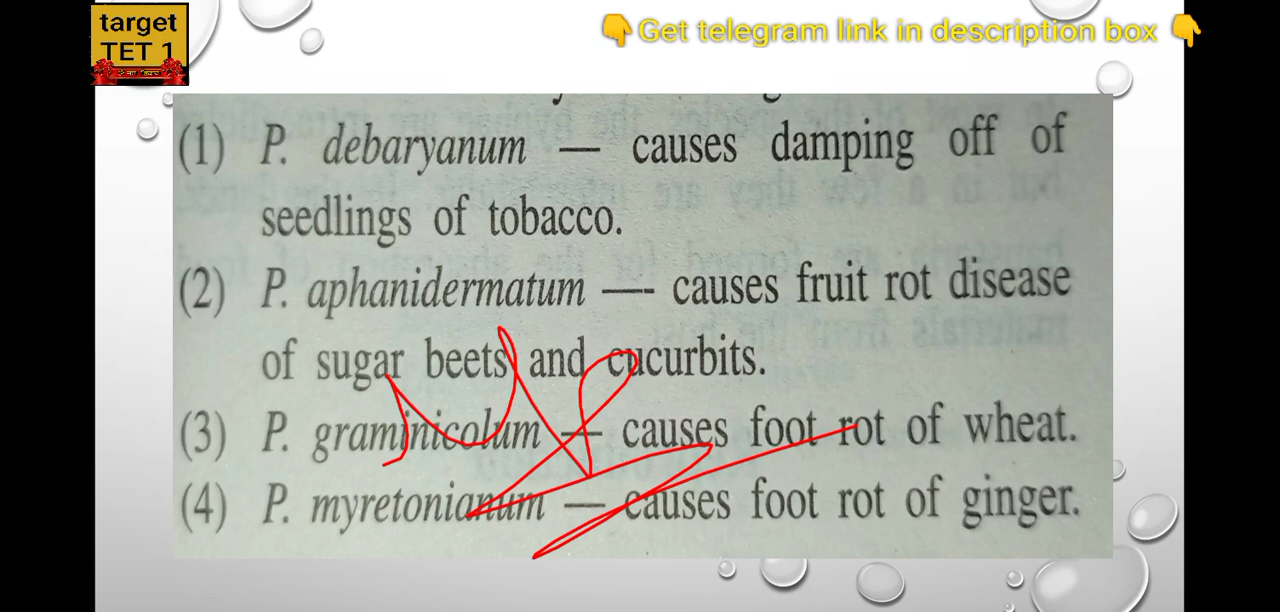 target
TET 1
👇Get telegram link in description box 👇
(1) P. debaryanum — causes damping off of
seedlings of tobacco.
(2) P. aphanidermatum —- causes fruit rot disease
of sugar beets and cucurbits.
(3) P. graminicolum — causes foot rot of wheat.
(4) P. myretonianum — causes foot rot of ginger.